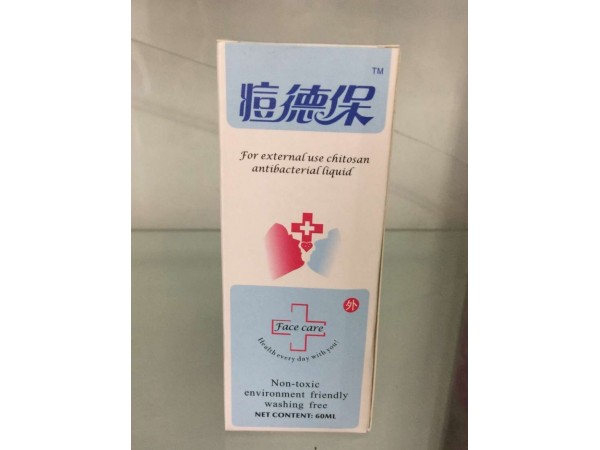 痘德保 TM
For external use chitosan
antibacterial liquid
外
Face care
Health every day with you!
Non-toxic
environment friendly
washing free
NET CONTENT: 60ML